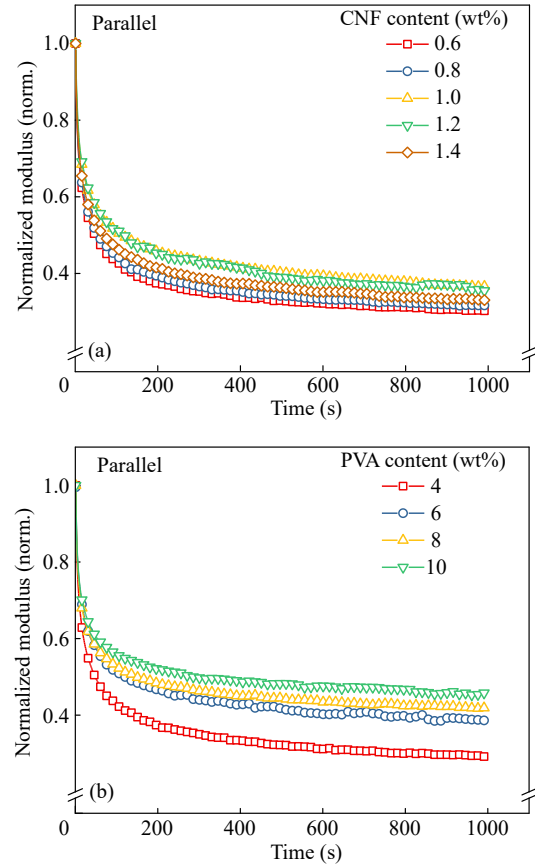 Parallel
CNF content (wt%)
0.6
0.8
1.0
1.2
1.4
1.0
0.8
0.6
0.4
Normalized modulus (norm.)
(a)
0
200
400
600
800
1000
Time (s)
Parallel
PVA content (wt%)
4
6
8
10
1.0
0.8
0.6
0.4
Normalized modulus (norm.)
(b)
0
200
400
600
800
1000
Time (s)